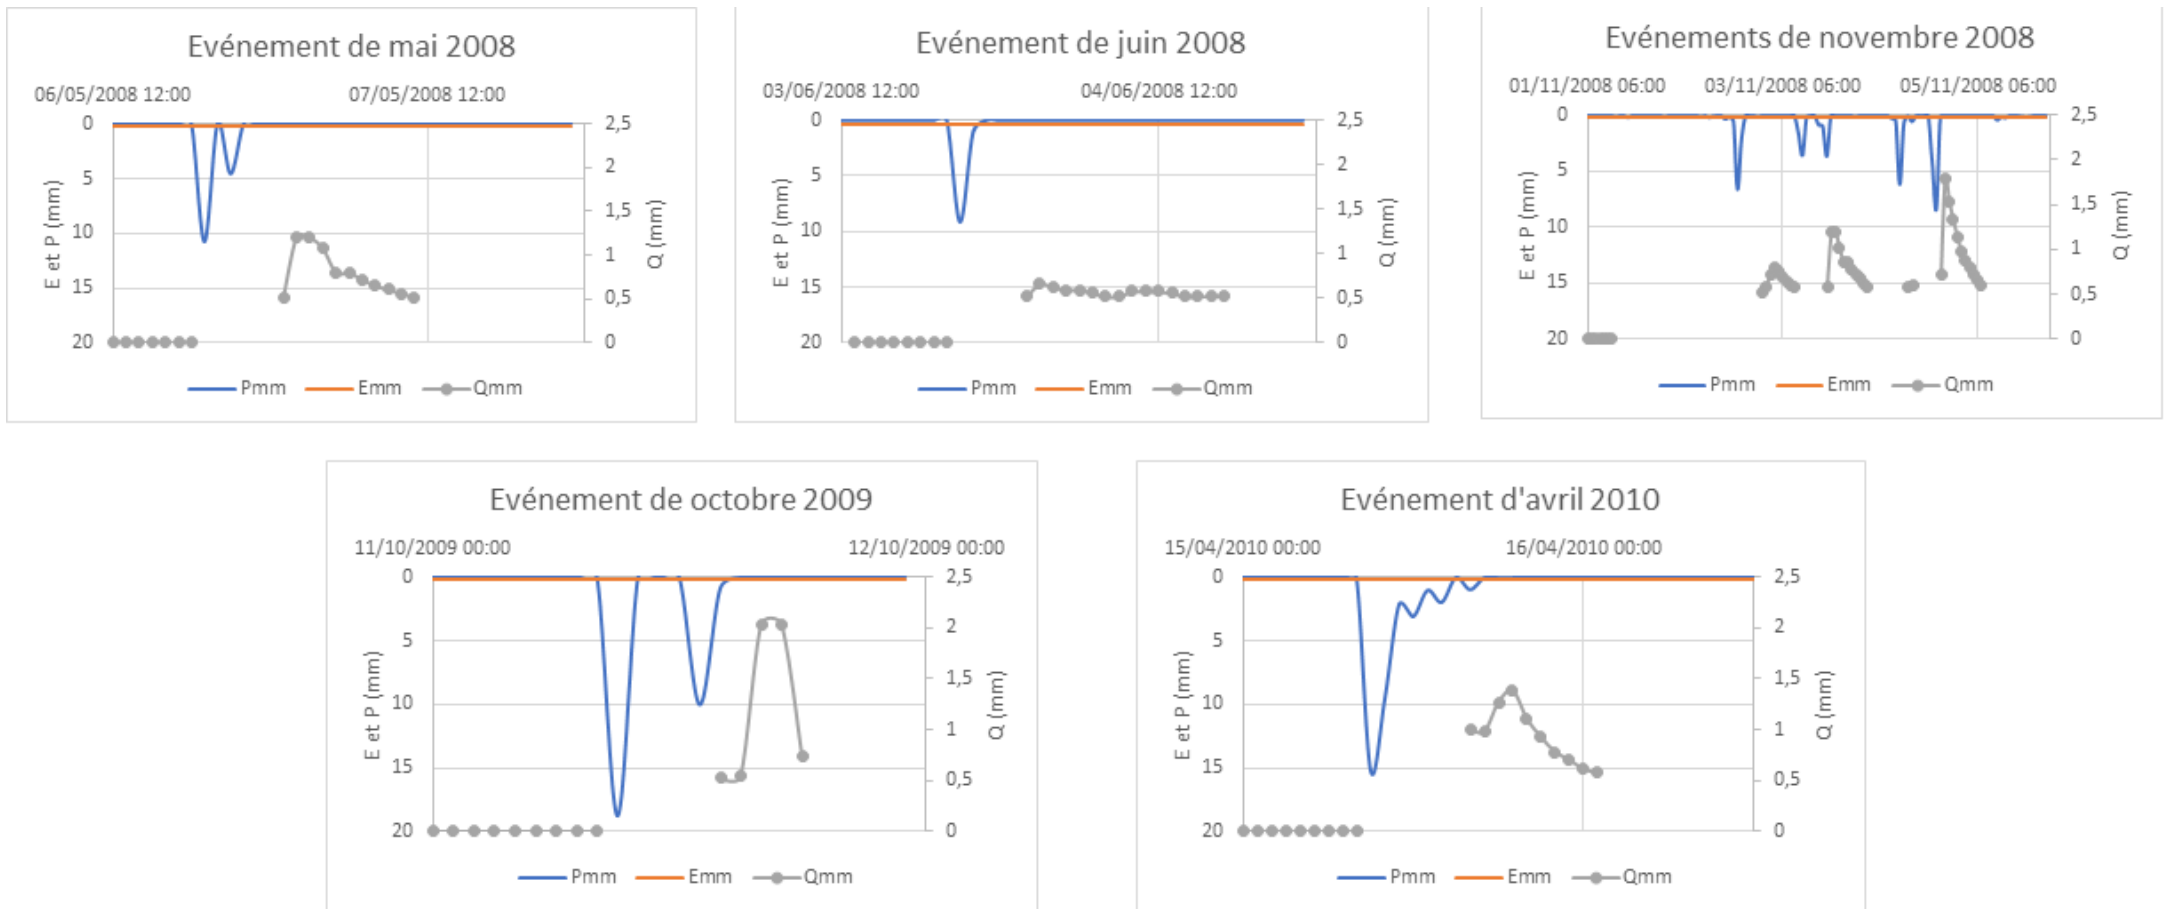 Evénement de mai 2008
06/05/2008 12:00 07/05/2008 12:00
0
5
10
15
20
E et P (mm)
2,5
2
1,5
1
0,5
0
Q (mm)
Pmm Emm Qmm
Evénement de juin 2008
03/06/2008 12:00 04/06/2008 12:00
0
5
10
15
20
E et P (mm)
2,5
2
1,5
1
0,5
0
Q (mm)
Pmm Emm Qmm
Evénements de novembre 2008
01/11/2008 06:00 03/11/2008 06:00 05/11/2008 06:00
0
5
10
15
20
E et P (mm)
2,5
2
1,5
1
0,5
0
Q (mm)
Pmm Emm Qmm
Evénement de octobre 2009
11/10/2009 00:00 12/10/2009 00:00
0
5
10
15
20
E et P (mm)
2,5
2
1,5
1
0,5
0
Q (mm)
Pmm Emm Qmm
Evénement d'avril 2010
15/04/2010 00:00 16/04/2010 00:00
0
5
10
15
20
E et P (mm)
2,5
2
1,5
1
0,5
0
Q (mm)
Pmm Emm Qmm